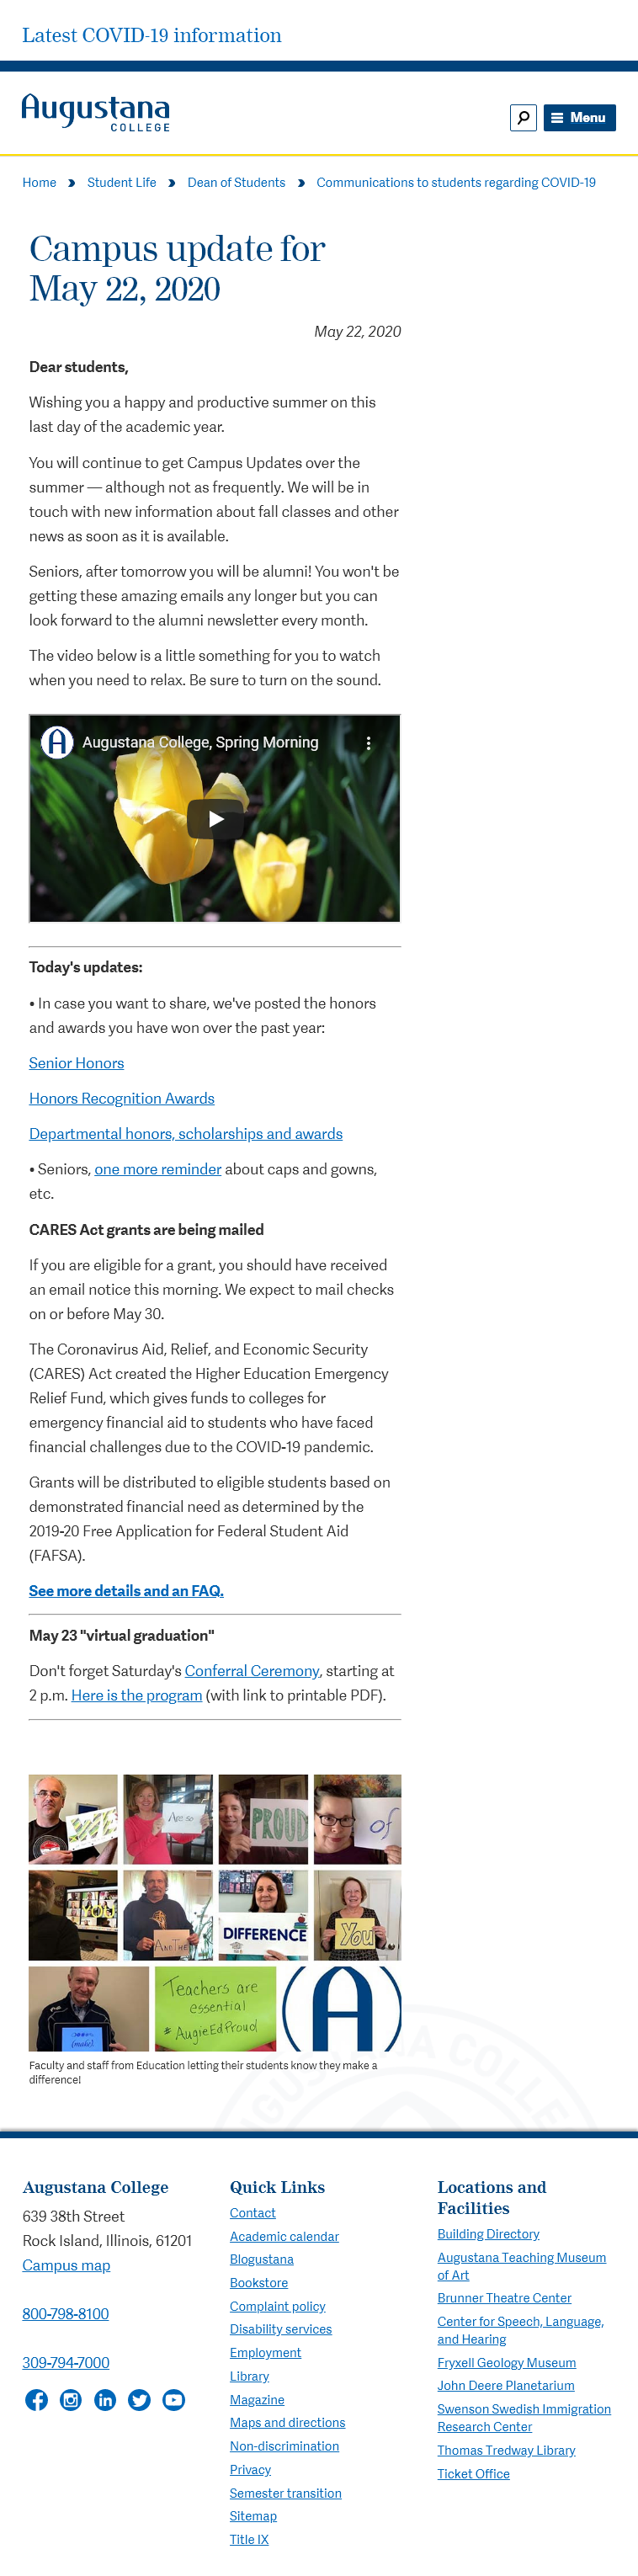 Latest COVID-19 information
Augustana
COLLEGE
Menu
Home Student Life Dean of Students Communications to students regarding COVID-19
Campus update for
May 22, 2020
May 22, 2020
Dear students,
Wishing you a happy and productive summer on this
last day of the academic year.
You will continue to get Campus Updates over the
summer — although not as frequently. We will be in
touch with new information about fall classes and other
news as soon as it is available.
Seniors, after tomorrow you will be alumni! You won't be
getting these amazing emails any longer but you can
look forward to the alumni newsletter every month.
The video below is a little something for you to watch
when you need to relax. Be sure to turn on the sound.
A Augustana College, Spring Morning
Today's updates:
• In case you want to share, we've posted the honors
and awards you have won over the past year:
Senior Honors
Honors Recognition Awards
Departmental honors, scholarships and awards
• Seniors, one more reminder about caps and gowns,
etc.
CARES Act grants are being mailed
If you are eligible for a grant, you should have received
an email notice this morning. We expect to mail checks
on or before May 30.
The Coronavirus Aid, Relief, and Economic Security
(CARES) Act created the Higher Education Emergency
Relief Fund, which gives funds to colleges for
emergency financial aid to students who have faced
financial challenges due to the COVID-19 pandemic.
Grants will be distributed to eligible students based on
demonstrated financial need as determined by the
2019-20 Free Application for Federal Student Aid
(FAFSA).
See more details and an FAQ.
May 23 "virtual graduation"
Don't forget Saturday's Conferral Ceremony, starting at
2 p.m. Here is the program (with link to printable PDF).
Are so PROUD of
YOU And The DIFFERENCE You
(make) Teachers are
essential
#AugieEdProud
A
Faculty and staff from Education letting their students know they make a
difference!
AUGUSTANA COLLEGE
Augustana College
639 38th Street
Rock Island, Illinois, 61201
Campus map
800-798-8100
309-794-7000
Quick Links
Contact
Academic calendar
Blogustana
Bookstore
Complaint policy
Disability services
Employment
Library
Magazine
Maps and directions
Non-discrimination
Privacy
Semester transition
Sitemap
Title IX
Locations and
Facilities
Building Directory
Augustana Teaching Museum
of Art
Brunner Theatre Center
Center for Speech, Language,
and Hearing
Fryxell Geology Museum
John Deere Planetarium
Swenson Swedish Immigration
Research Center
Thomas Tredway Library
Ticket Office